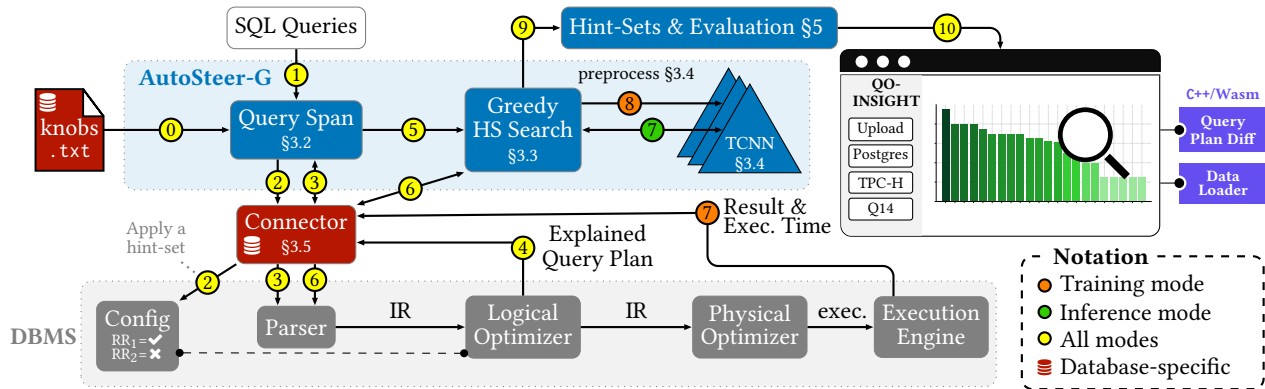 SQL Queries
9
Hint-Sets & Evaluation §5
10
1
AutoSteer-G
preprocess §3.4
knobs
.txt
0
Query Span
§3.2
5
Greedy
HS Search
§3.3
8
7
TCNN
§3.4
QO-
INSIGHT
Upload
Postgres
TPC-H
Q14
C++/Wasm
Query
Plan Diff
Data
Loader
2
3
6
Connector
§3.5
Apply a
hint-set
2
3
6
4
Explained
Query Plan
7
Result &
Exec. Time
DBMS
Config
RR1=✔
RR2=✖
Parser
IR
Logical
Optimizer
IR
Physical
Optimizer
exec.
Execution
Engine
Notation
Training mode
Inference mode
All modes
Database-specific